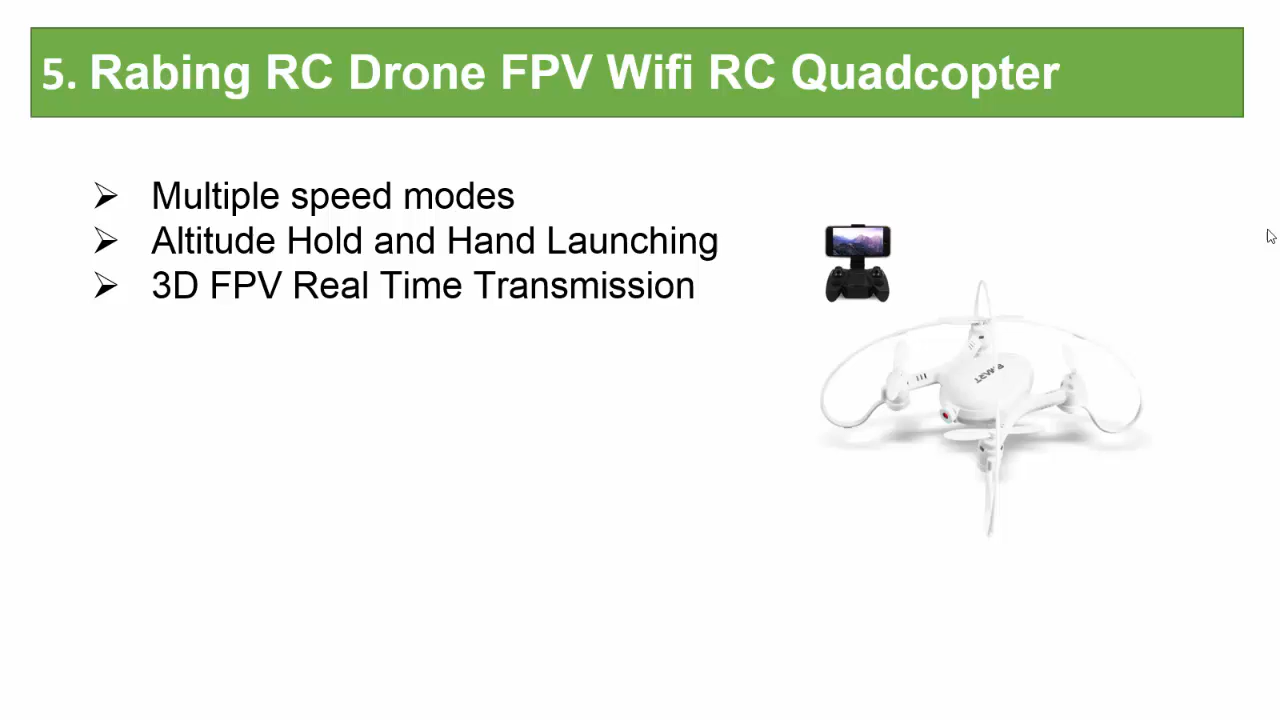 5. Rabing RC Drone FPV Wifi RC Quadcopter
Multiple speed modes
Altitude Hold and Hand Launching
3D FPV Real Time Transmission